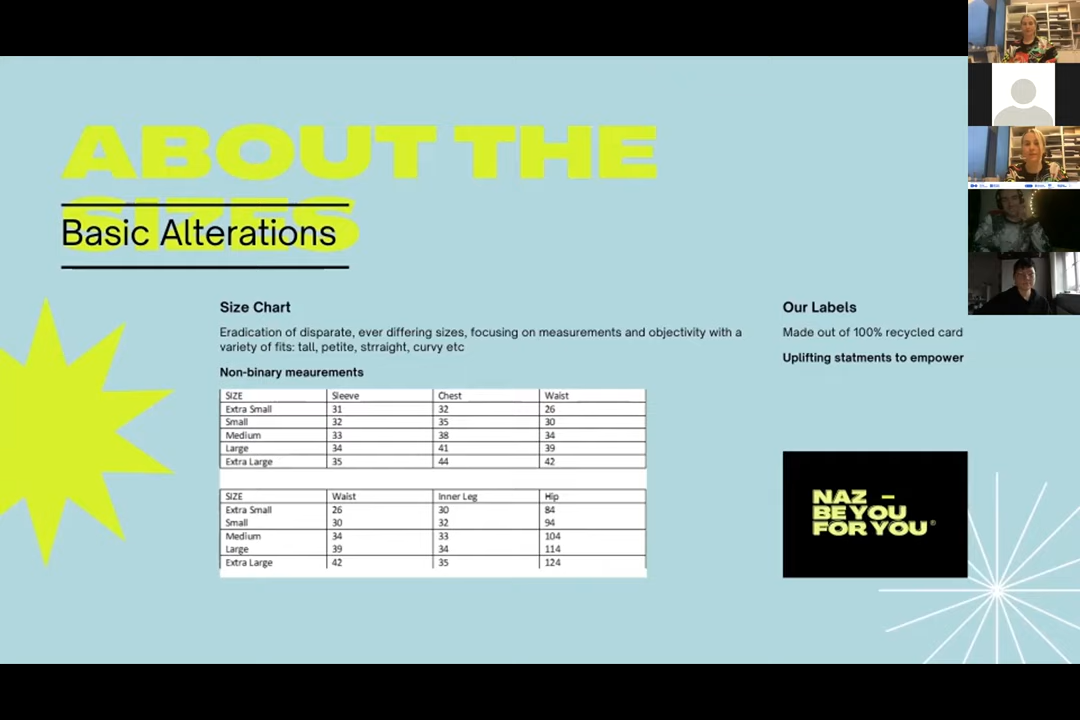 ABOUT THE
SIZES
Basic Alterations
Size Chart
Eradication of disparate, ever differing sizes, focusing on measurements and objectivity with a
variety of fits: tall, petite, strraight, curvy etc
Non-binary meaurements
SIZE Sleeve Chest Waist
Extra Small 31 32 26
Small 32 35 30
Medium 33 38 34
Large 34 41 39
Extra Large 35 44 42
SIZE Waist Inner Leg Hip
Extra Small 26 30 84
Small 30 32 94
Medium 34 33 104
Large 39 34 114
Extra Large 42 35 124
Our Labels
Made out of 100% recycled card
Uplifting statments to empower
NAZ –
BE YOU
FOR YOU®